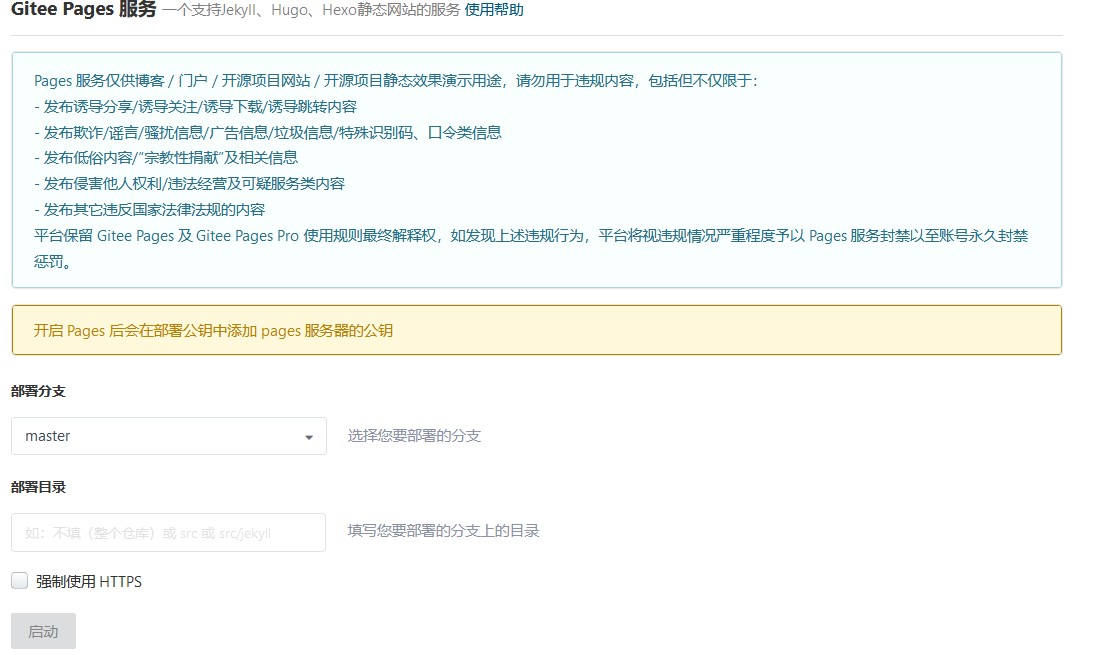 Gitee Pages 服务 一个支持Jekyll、Hugo、Hexo静态网站的服务 使用帮助
Pages 服务仅供博客 / 门户 / 开源项目网站 / 开源项目静态效果演示用途，请勿用于违规内容，包括但不仅限于：
- 发布诱导分享/诱导关注/诱导下载/诱导跳转内容
- 发布欺诈/谣言/骚扰信息/广告信息/垃圾信息/特殊识别码、口令类信息
- 发布低俗内容/“宗教性捐献”及相关信息
- 发布侵害他人权利/违法经营及可疑服务类内容
- 发布其它违反国家法律法规的内容
平台保留 Gitee Pages 及 Gitee Pages Pro 使用规则最终解释权，如发现上述违规行为，平台将视违规情况严重程度予以 Pages 服务封禁以至账号永久封禁
惩罚。
开启 Pages 后会在部署公钥中添加 pages 服务器的公钥
部署分支
master 选择您要部署的分支
部署目录
如：不填（整个仓库）或 src 或 src/jekyll 填写您要部署的分支上的目录
强制使用 HTTPS
启动